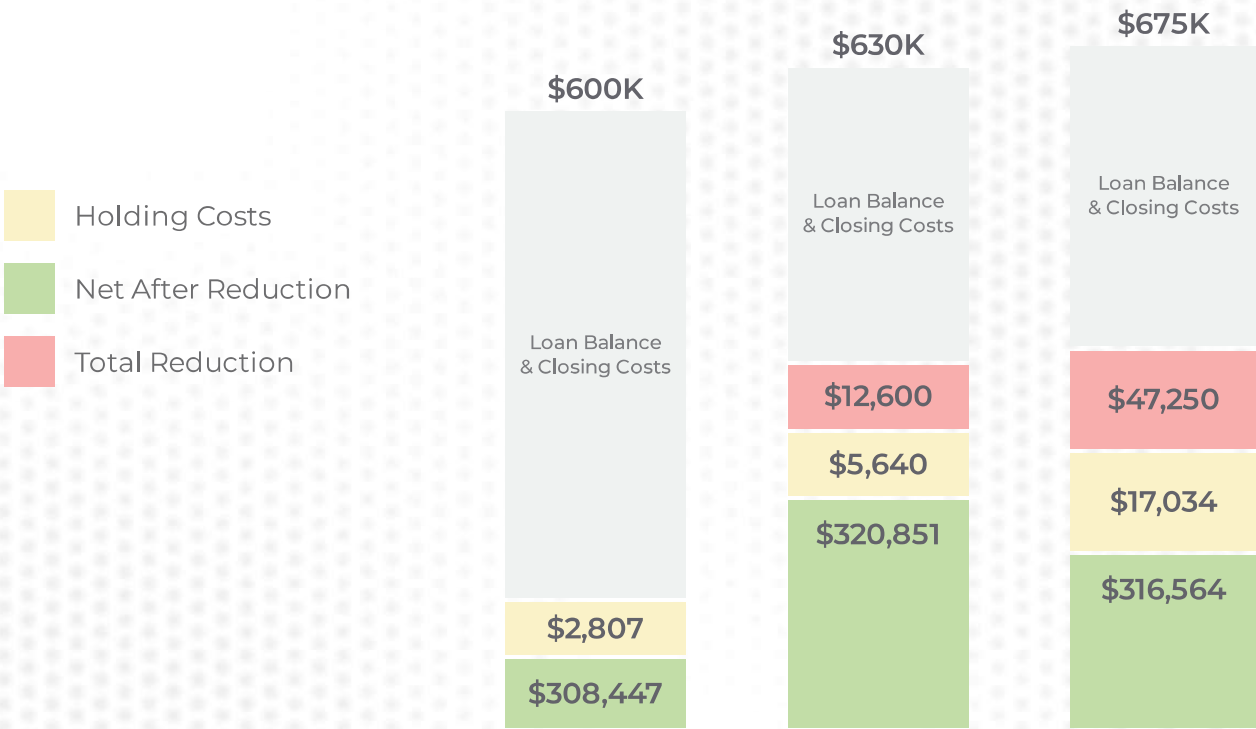 Holding Costs
Net After Reduction
Total Reduction
$600K
Loan Balance
& Closing Costs
$2,807
$308,447
$630K
Loan Balance
& Closing Costs
$12,600
$5,640
$320,851
$675K
Loan Balance
& Closing Costs
$47,250
$17,034
$316,564